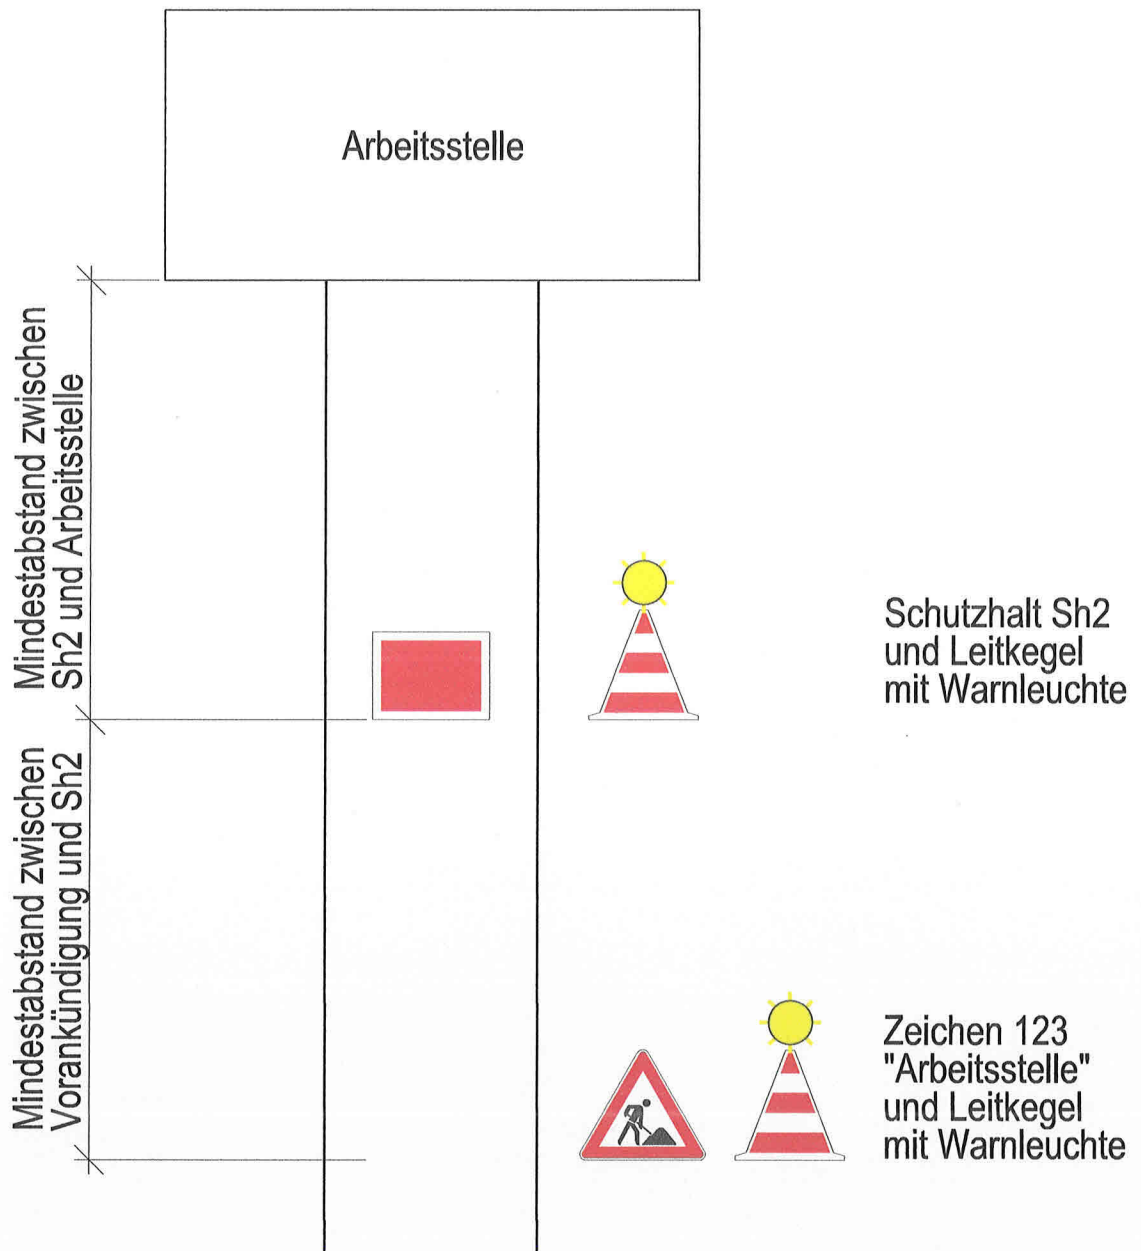 Arbeitsstelle
Mindestabstand zwischen
Sh2 und Arbeitsstelle
Schutzhalt Sh2
und Leitkegel
mit Warnleuchte
Mindestabstand zwischen
Vorankündigung und Sh2
Zeichen 123
"Arbeitsstelle"
und Leitkegel
mit Warnleuchte